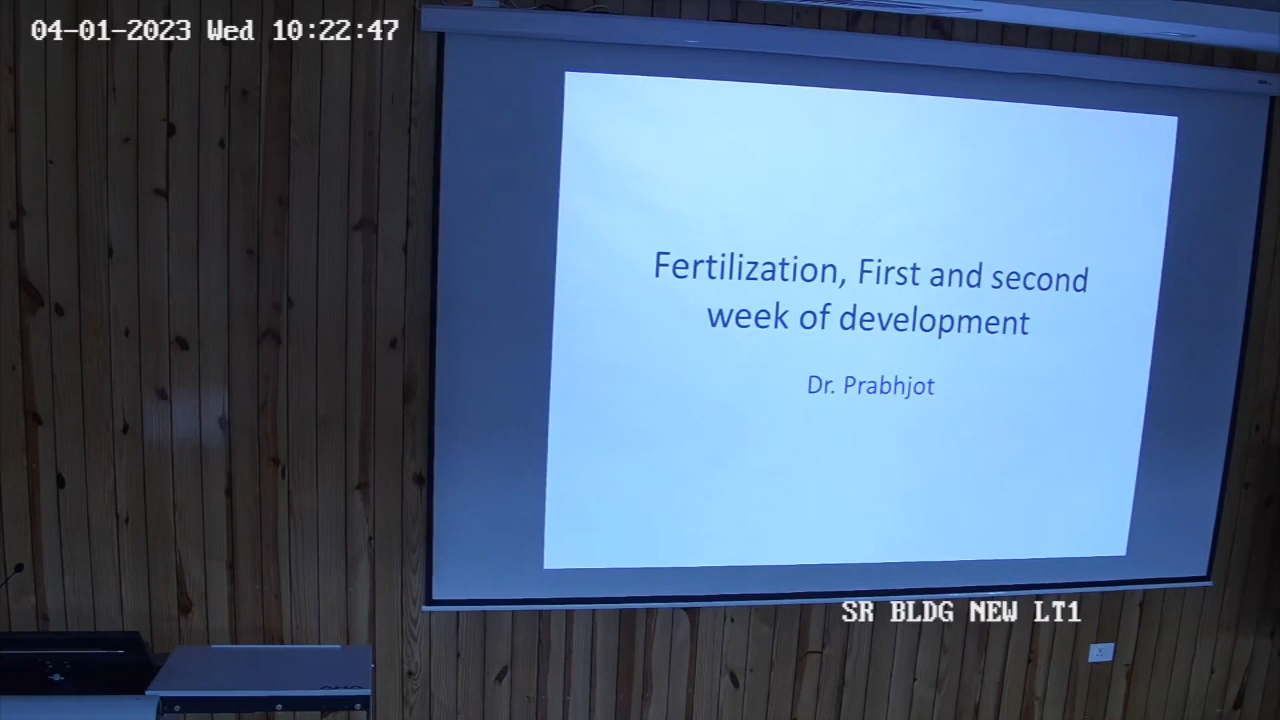 04-01-2023 Wed 10:22:47
Fertilization, First and second
week of development
Dr. Prabhjot
SR BLDG NEW LT1